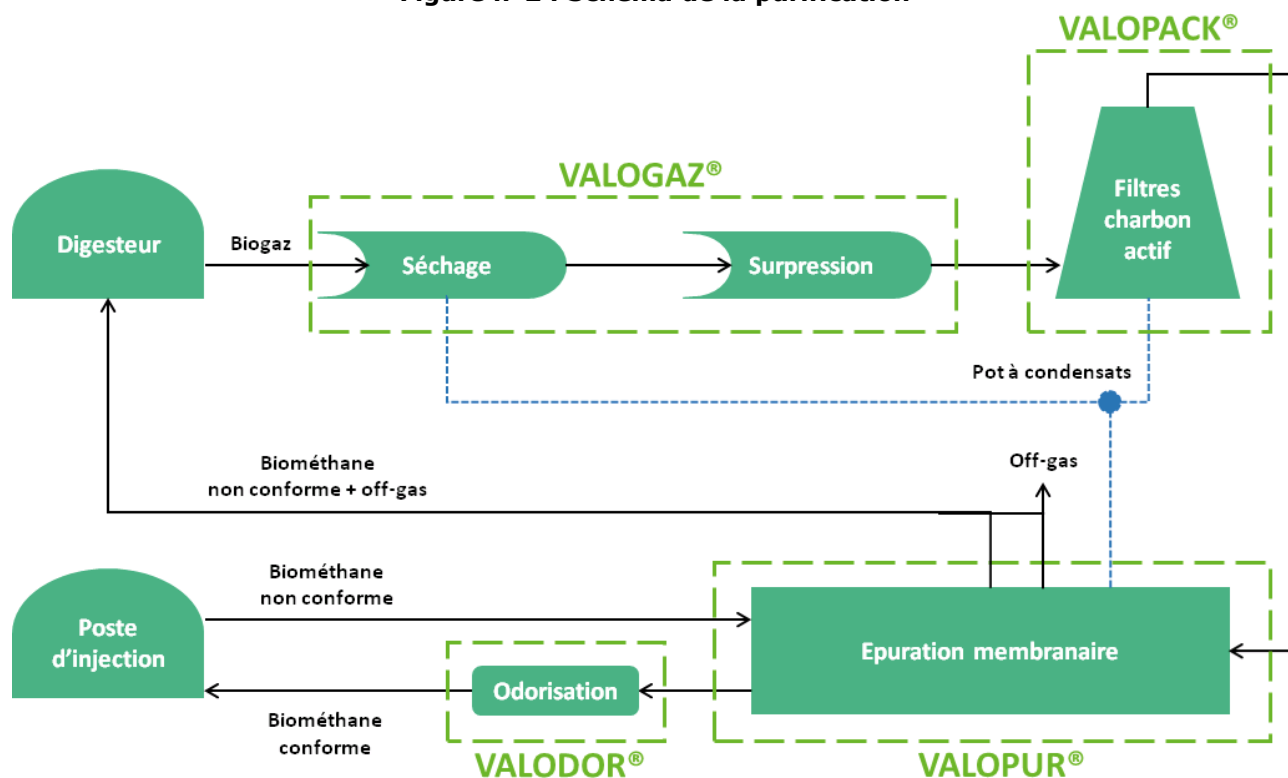 VALOPACK®
VALOGAZ®
Digesteur
Biogaz
Séchage
Surpression
Filtres
charbon
actif
Pot à condensats
Biométhane
non conforme + off-gas
Off-gas
Biométhane
non conforme
Poste
d'injection
Epuration membranaire
Odorisation
Biométhane
conforme
VALODOR®
VALOPUR®